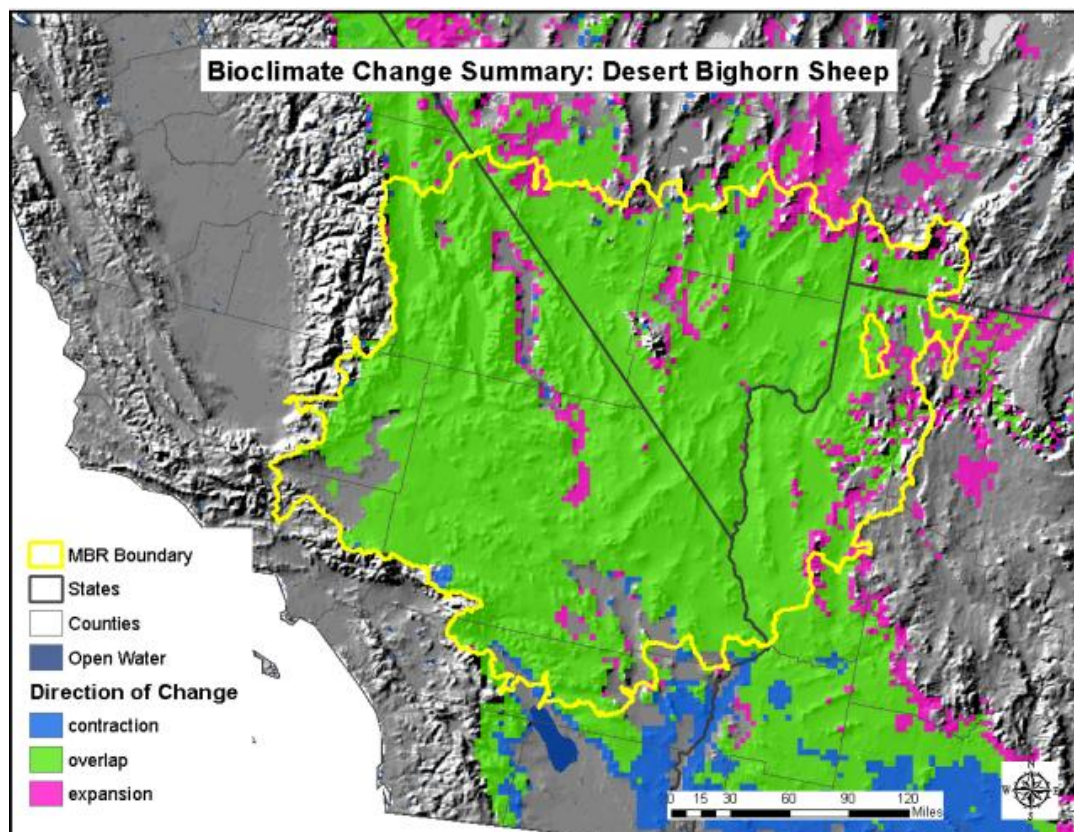 Bioclimate Change Summary: Desert Bighorn Sheep
MBR Boundary
States
Counties
Open Water
Direction of Change
contraction
overlap
expansion
N
W E
S
0 15 30 60 90 120
Miles